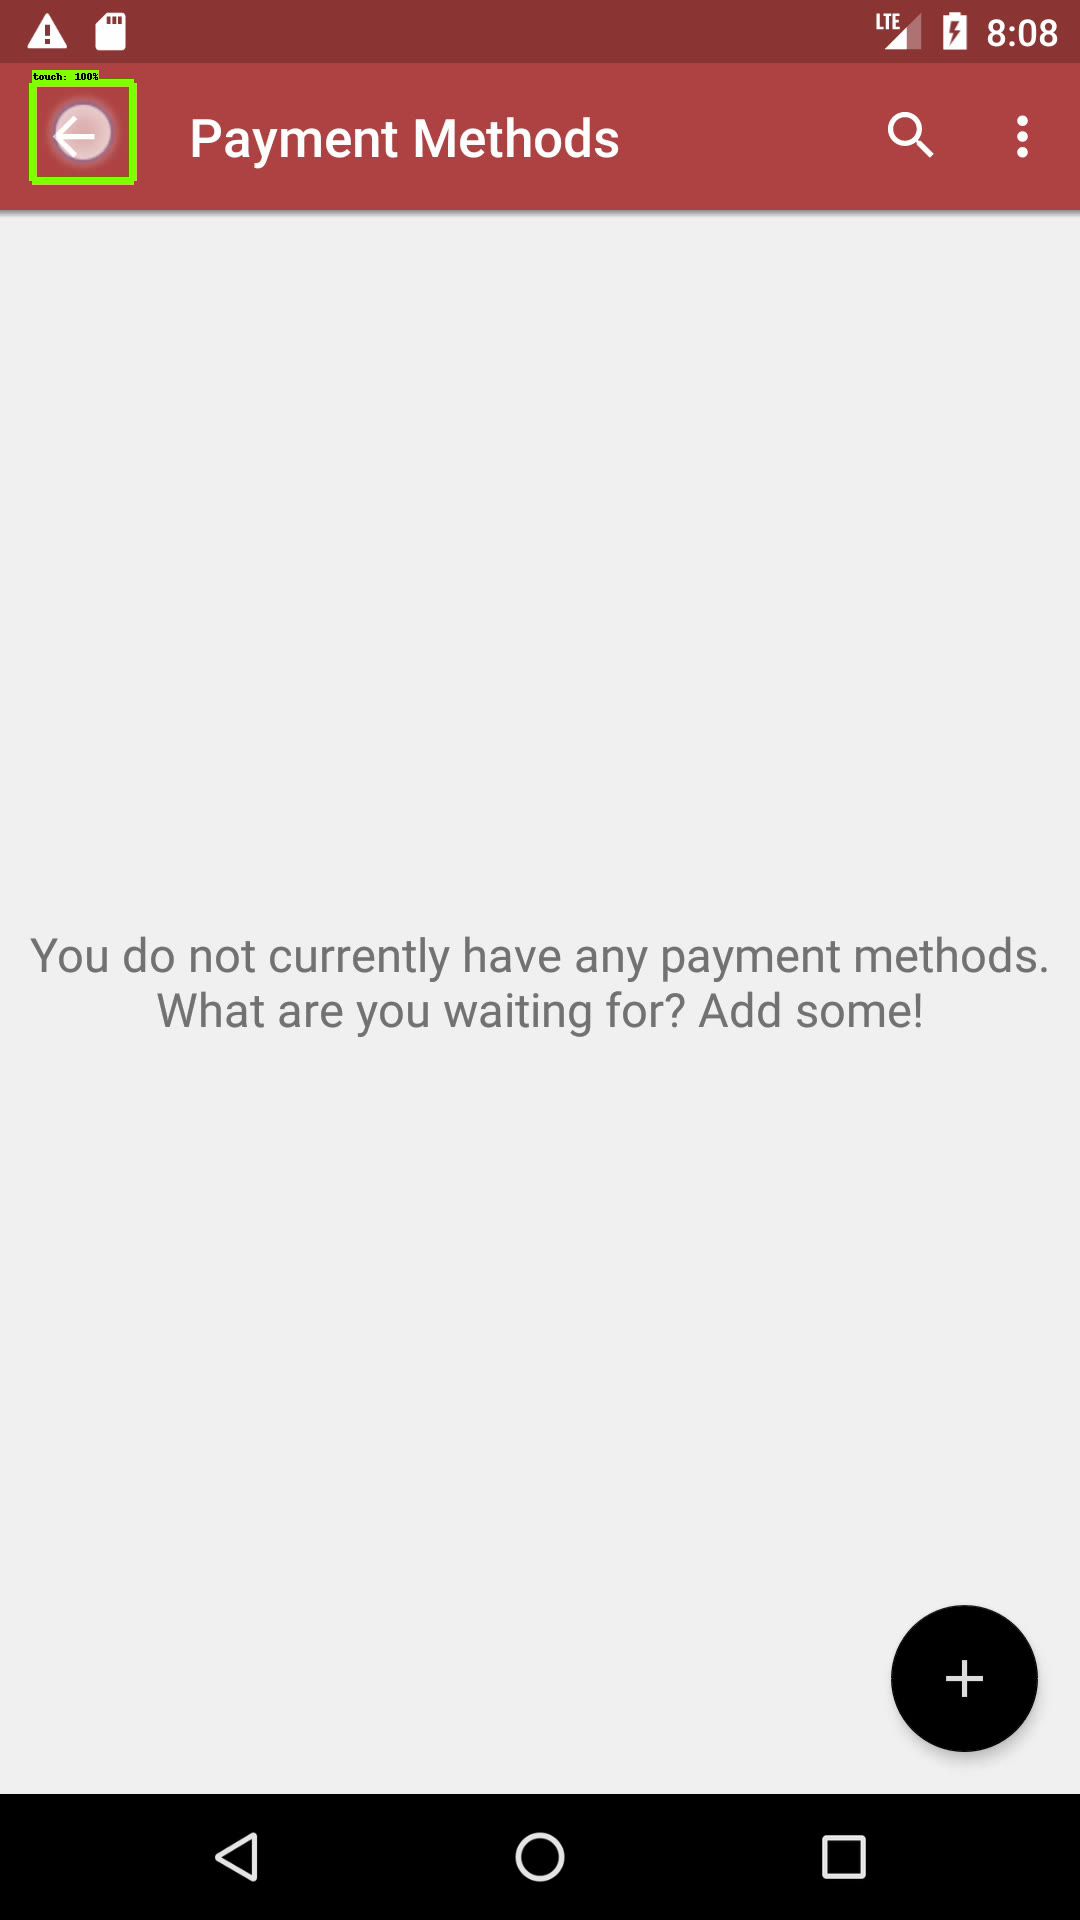 LTE 8:08
touch: 100%
Payment Methods
You do not currently have any payment methods.
What are you waiting for? Add some!